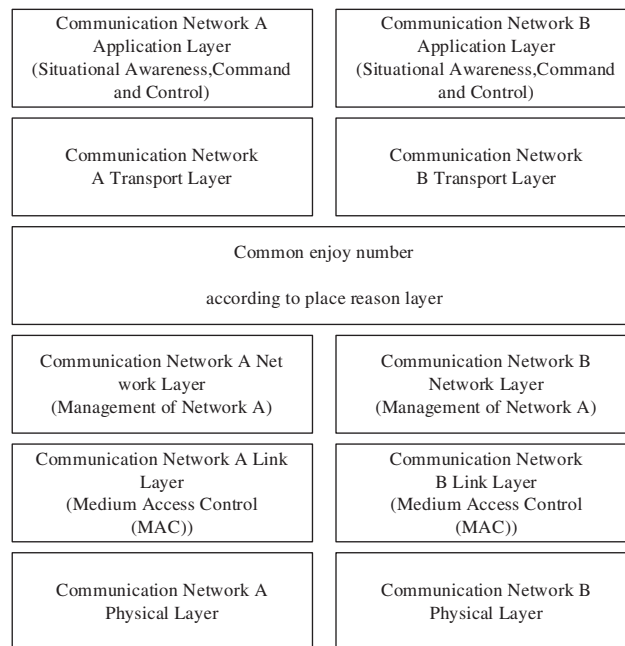 Communication Network A
Application Layer
(Situational Awareness,Command
and Control)
Communication Network B
Application Layer
(Situational Awareness,Command
and Control)
Communication Network
A Transport Layer
Communication Network
B Transport Layer
Common enjoy number
according to place reason layer
Communication Network A Net
work Layer
(Management of Network A)
Communication Network B
Network Layer
(Management of Network A)
Communication Network A Link
Layer
(Medium Access Control
(MAC))
Communication Network
B Link Layer
(Medium Access Control
(MAC))
Communication Network A
Physical Layer
Communication Network B
Physical Layer